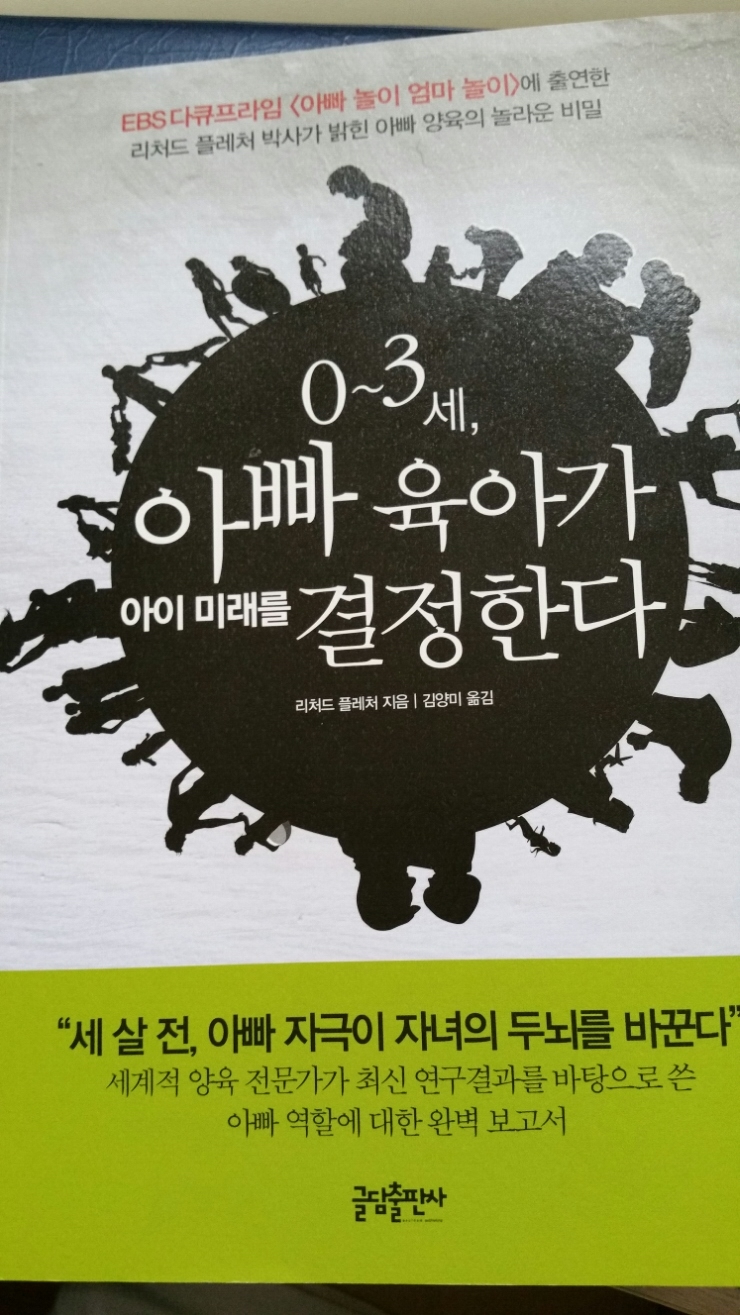 EBS다큐프라임 〈아빠 놀이 엄마 놀이〉에 출연한
리처드 플레처 박사가 밝힌 아빠 양육의 놀라운 비밀
0~3세,
아빠 육아가
아이 미래를 결정한다
리처드 플레처 지음 | 김양미 옮김
“세 살 전, 아빠 자극이 자녀의 두뇌를 바꾼다”
세계적 양육 전문가가 최신 연구결과를 바탕으로 쓴
아빠 역할에 대한 완벽 보고서
글담출판사